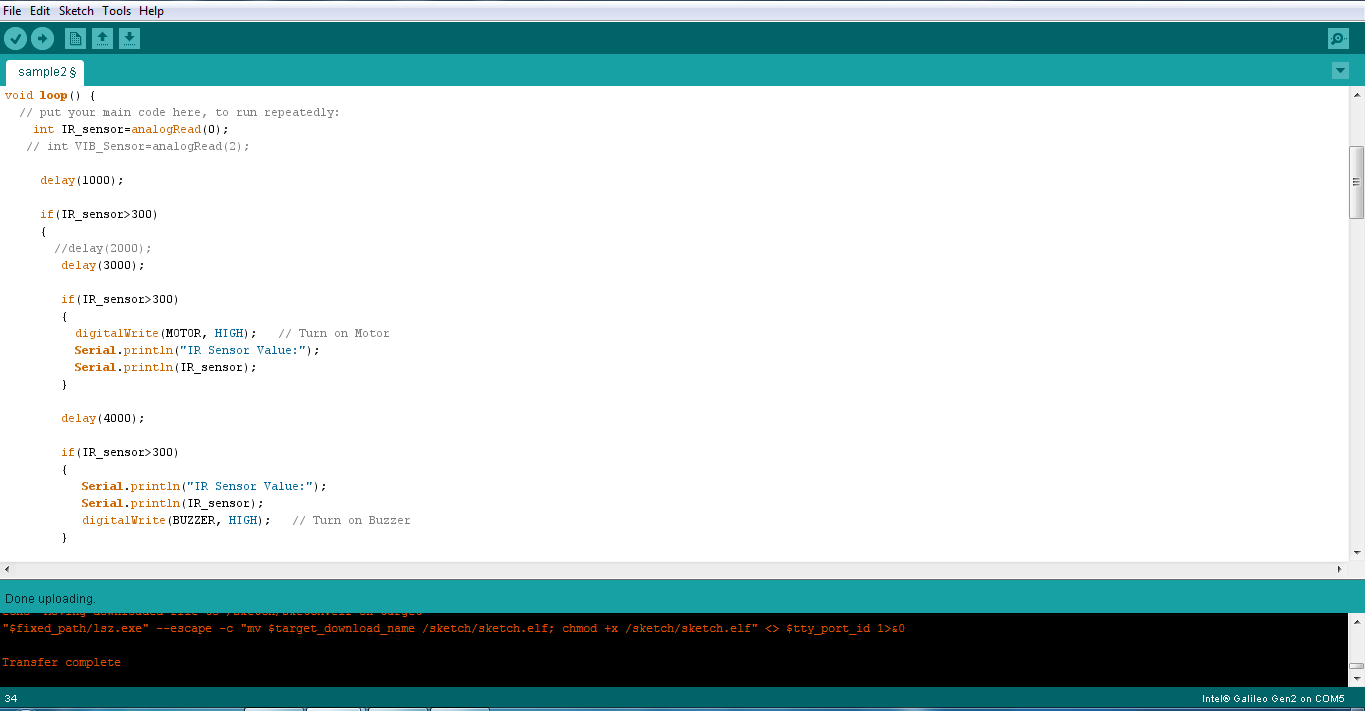 File Edit Sketch Tools Help
sample2 §
void loop() {
// put your main code here, to run repeatedly:
int IR_sensor=analogRead(0);
// int VIB_Sensor=analogRead(2);
delay(1000);
if(IR_sensor>300)
{
//delay(2000);
delay(3000);
if(IR_sensor>300)
{
digitalWrite(MOTOR, HIGH); // Turn on Motor
Serial.println("IR Sensor Value:");
Serial.println(IR_sensor);
}
delay(4000);
if(IR_sensor>300)
{
Serial.println("IR Sensor Value:");
Serial.println(IR_sensor);
digitalWrite(BUZZER, HIGH); // Turn on Buzzer
}
Done uploading.
"$fixed_path/lsz.exe" --escape -c "mv $target_download_name /sketch/sketch.elf; chmod +x /sketch/sketch.elf" <> $tty_port_id 1>&0
Transfer complete
34
Intel® Galileo Gen2 on COM5